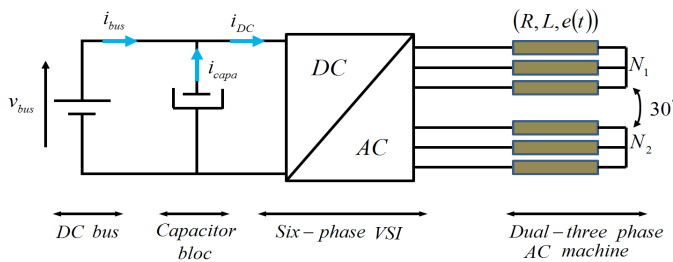 (R, L, e(t))
i_bus
i_DC
i_capa
v_bus
DC
AC
N_1
30°
N_2
DC bus
Capacitor
bloc
Six – phase VSI
Dual – three phase
AC machine